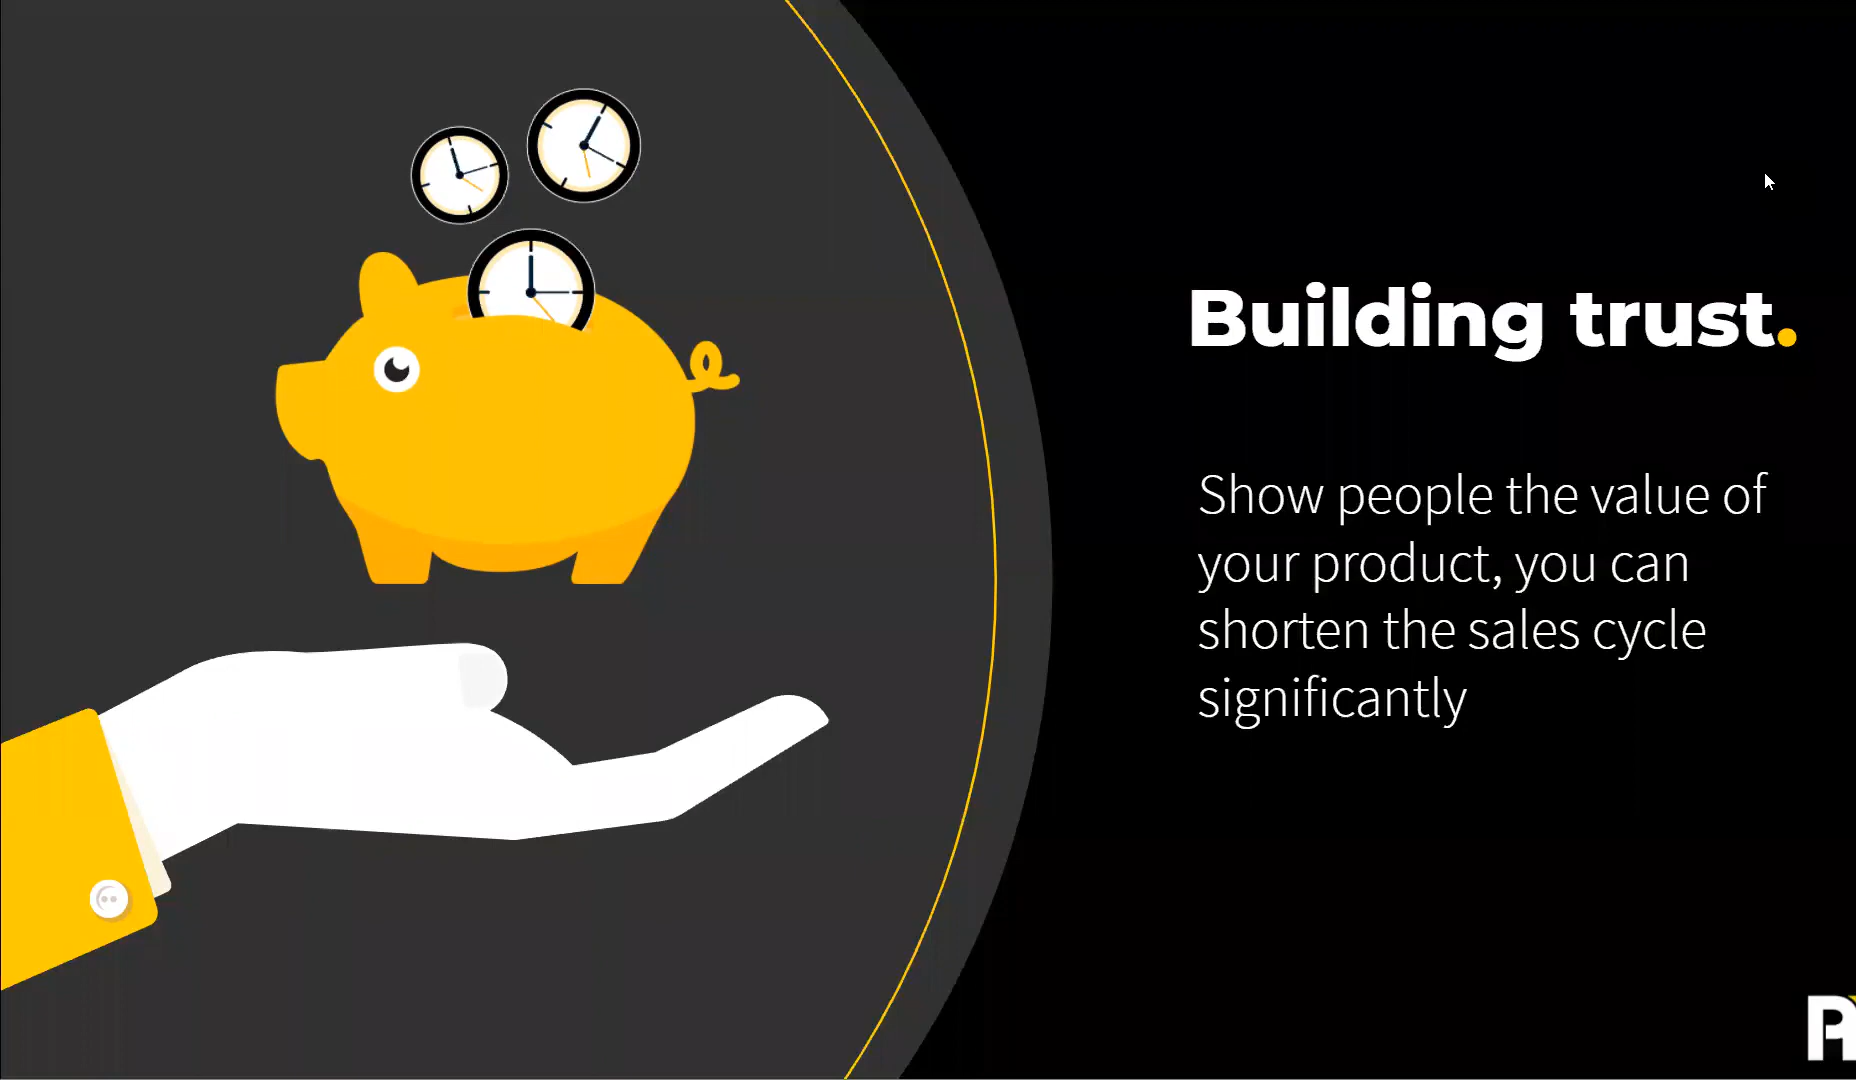 Building trust.
Show people the value of
your product, you can
shorten the sales cycle
significantly